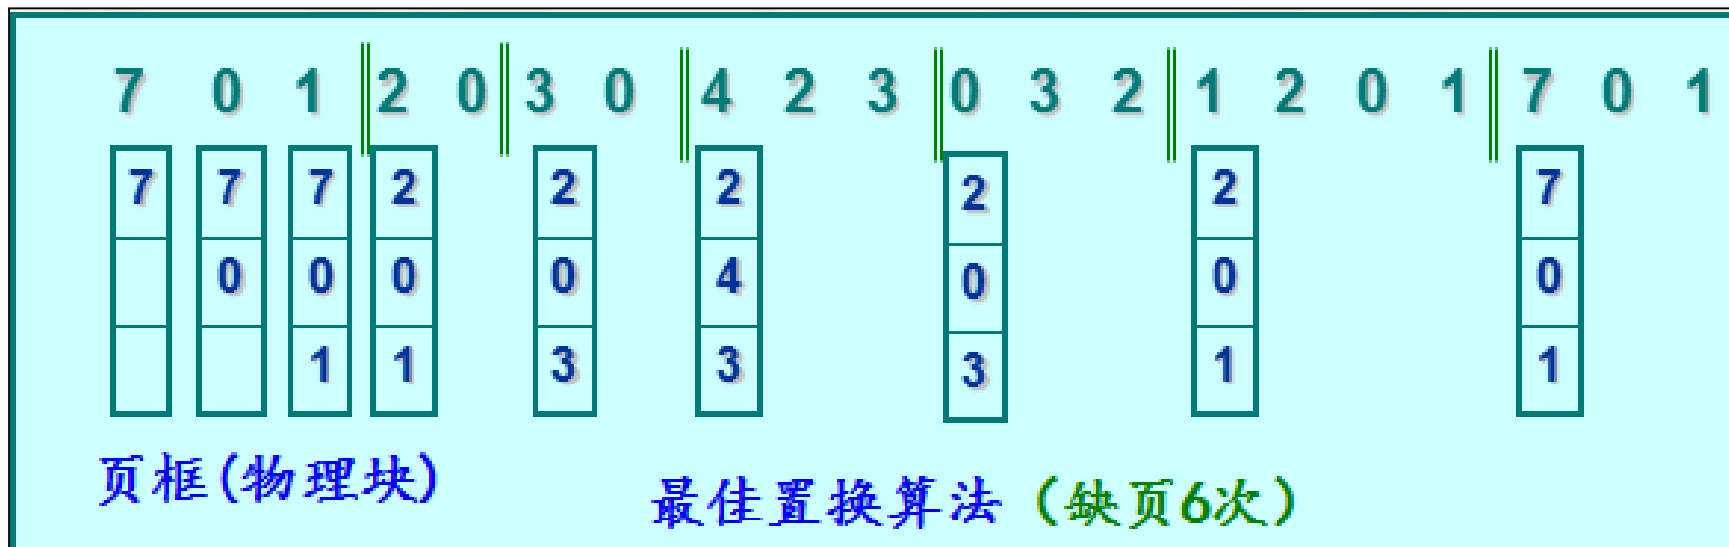 7 0 1 2 0 3 0 4 2 3 0 3 2 1 2 0 1 7 0 1
7 7 7 2 2 2 2 2 7
0 0 0 0 4 0 0 0
1 1 3 3 3 1 1
页框(物理块)
最佳置换算法（缺页6次）